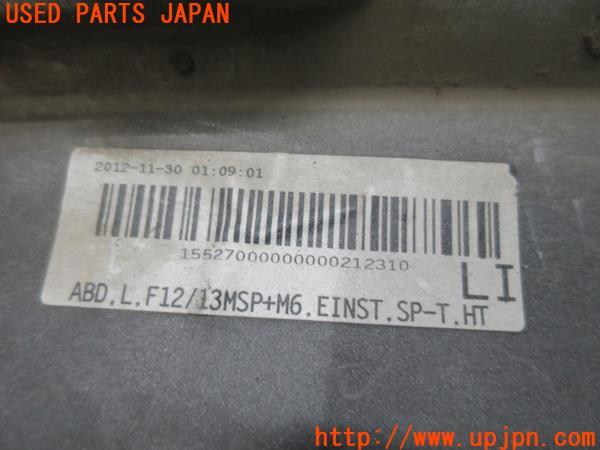 USED PARTS JAPAN
2012-11-30 01:09:01
15527000000000212310
LI
ABD.L.F12/13MSP+M6.EINST.SP-T.HT
http://www.upjpn.com/